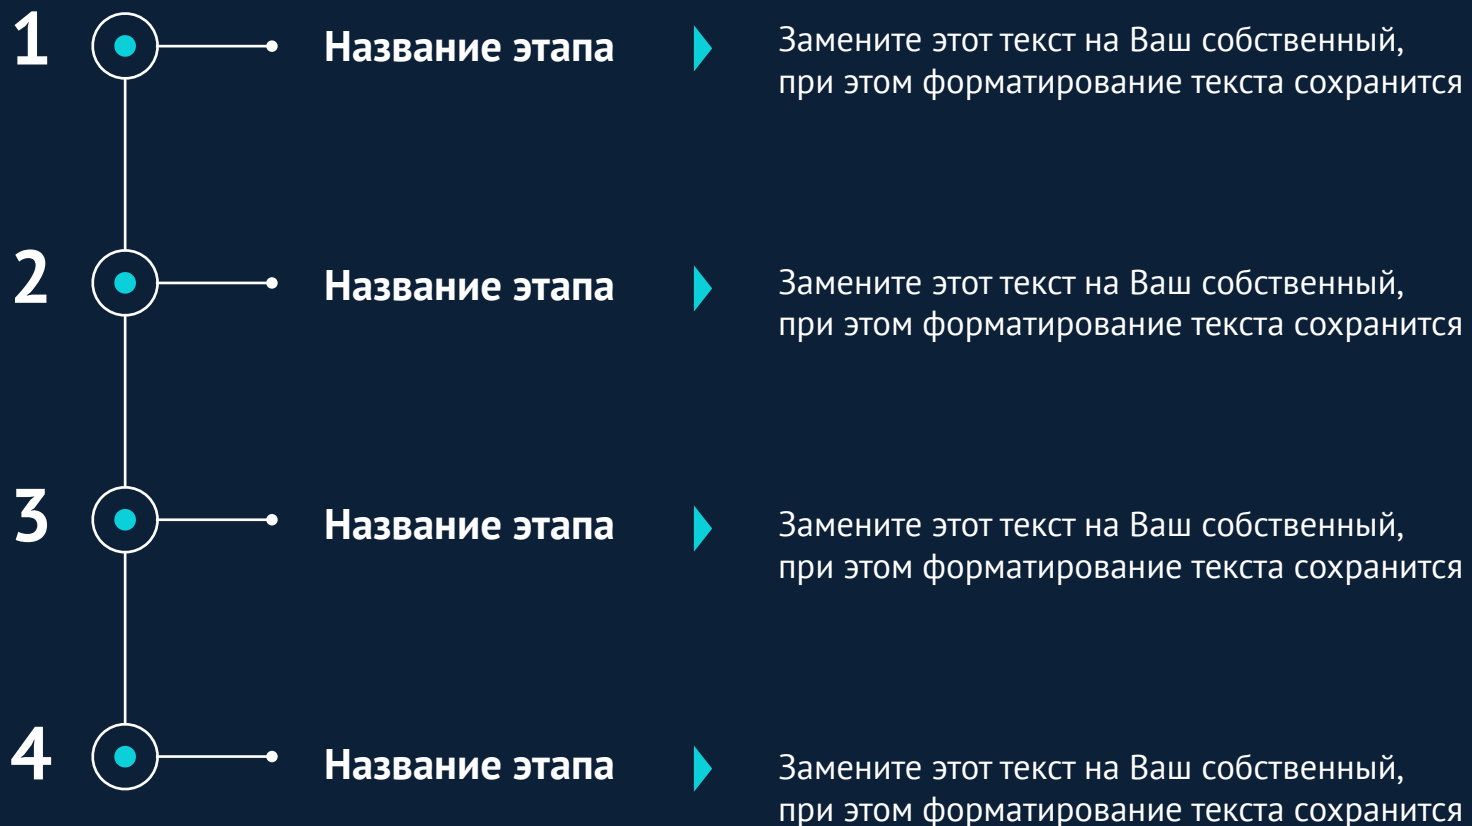 1
Название этапа
Замените этот текст на Ваш собственный,
при этом форматирование текста сохранится
2
Название этапа
Замените этот текст на Ваш собственный,
при этом форматирование текста сохранится
3
Название этапа
Замените этот текст на Ваш собственный,
при этом форматирование текста сохранится
4
Название этапа
Замените этот текст на Ваш собственный,
при этом форматирование текста сохранится